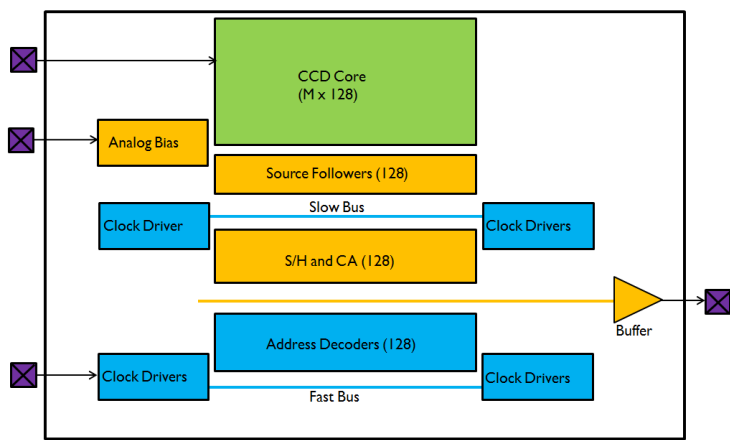 CCD Core
(M x 128)
Analog Bias
Source Followers (128)
Slow Bus
Clock Driver
Clock Drivers
S/H and CA (128)
Buffer
Address Decoders (128)
Clock Drivers
Clock Drivers
Fast Bus